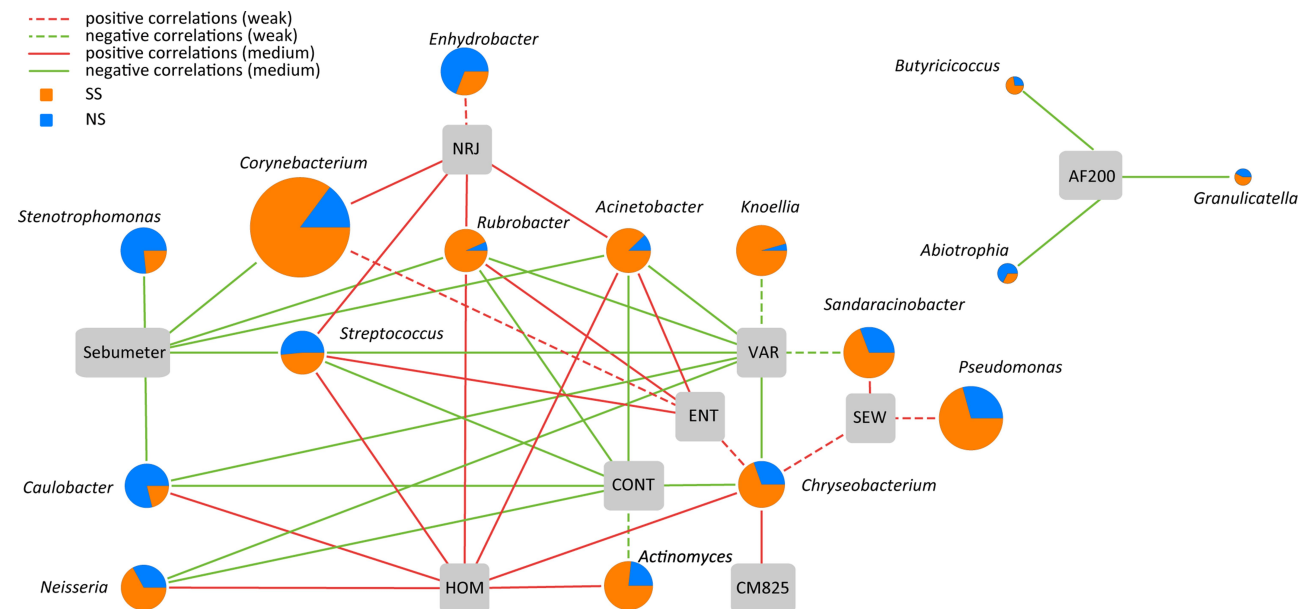 positive correlations (weak)
negative correlations (weak)
positive correlations (medium)
negative correlations (medium)
SS
NS
Enhydrobacter
Butyricicoccus
NRJ
Corynebacterium
AF200
Granulicatella
Stenotrophomonas
Rubrobacter
Acinetobacter
Knoellia
Abiotrophia
Sandaracinobacter
Streptococcus
Sebumeter
VAR
Pseudomonas
ENT
SEW
Caulobacter
CONT
Chryseobacterium
Actinomyces
Neisseria
HOM
CM825